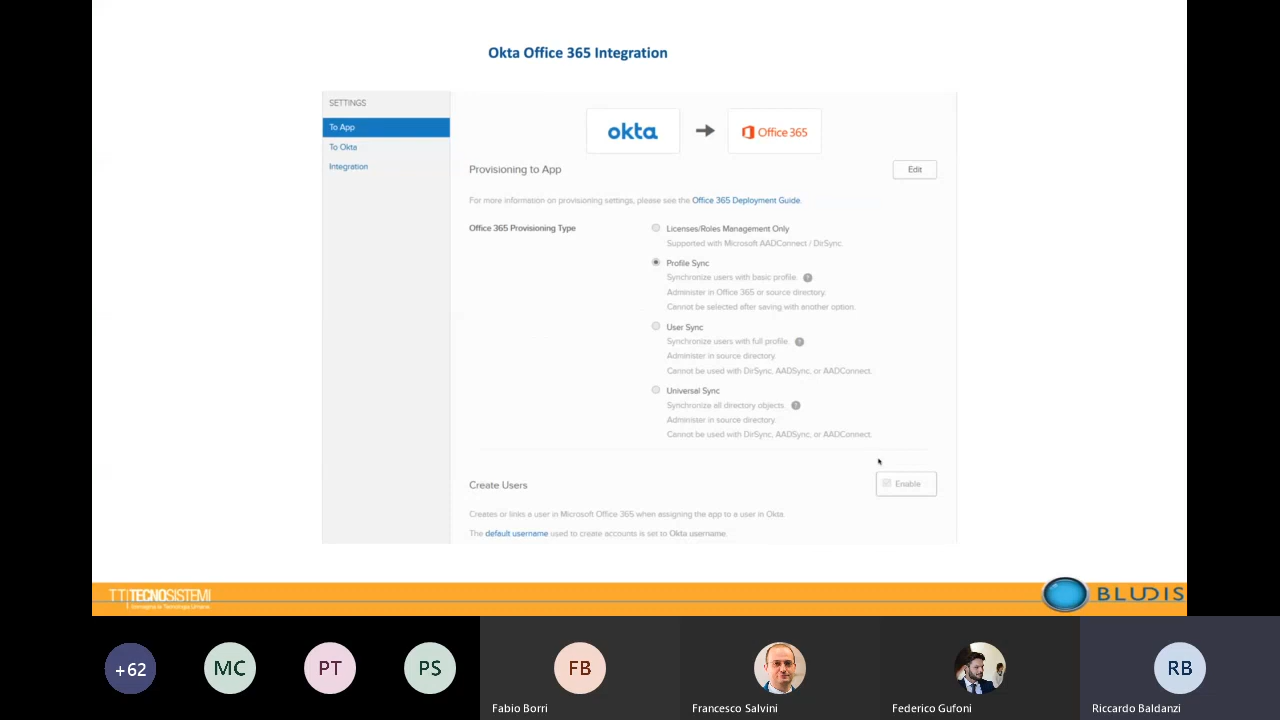 Okta Office 365 Integration
SETTINGS
To App
To Okta
Integration
okta
Office 365
Provisioning to App
Edit
For more information on provisioning settings, please see the Office 365 Deployment Guide.
Office 365 Provisioning Type
Licenses/Roles Management Only
Supported with Microsoft AADConnect / DirSync.
Profile Sync
Synchronize users with basic profile. ?
Administer in Office 365 or source directory.
Cannot be selected after saving with another option.
User Sync
Synchronize users with full profile. ?
Administer in source directory.
Cannot be used with DirSync, AADSync, or AADConnect.
Universal Sync
Synchronize all directory objects. ?
Administer in source directory.
Cannot be used with DirSync, AADSync, or AADConnect.
Create Users
Enable
Creates or links a user in Microsoft Office 365 when assigning the app to a user in Okta.
The default username used to create accounts is set to Okta username.
TT|TECNOSISTEMI
Immagina la Tecnologia Umana
BLUDIS
+62
MC
PT
PS
FB
RB
Fabio Borri
Francesco Salvini
Federico Gufoni
Riccardo Baldanzi